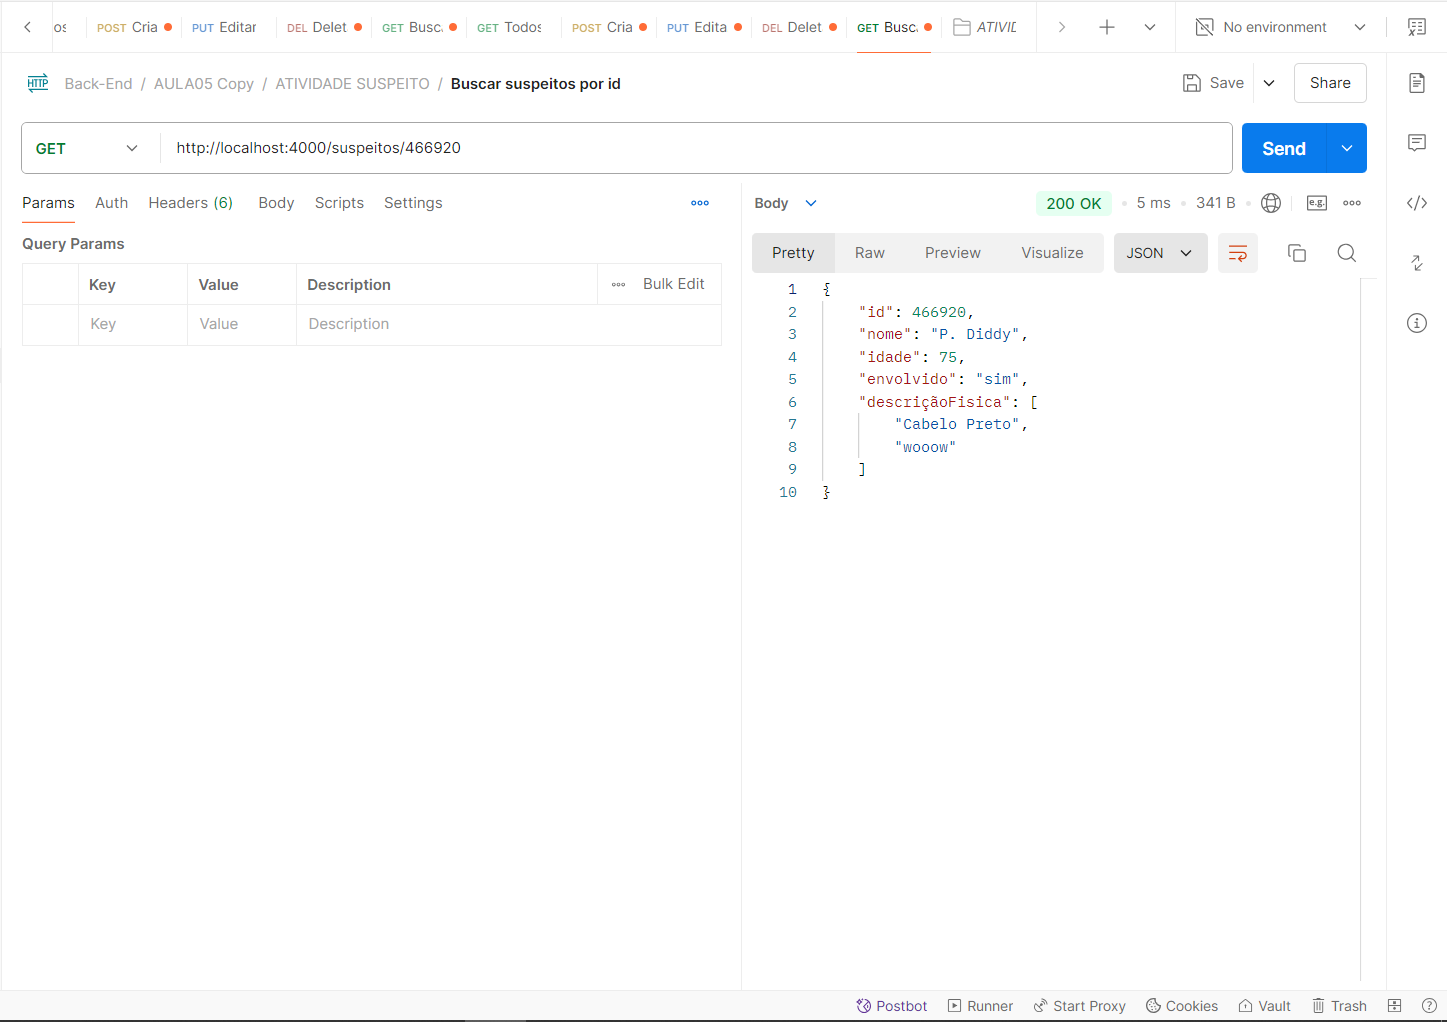 os POST Cria PUT Editar DEL Delet GET Busc. GET Todos POST Cria PUT Edita DEL Delet GET Busc. ATIVIE No environment
HTTP Back-End / AULA05 Copy / ATIVIDADE SUSPEITO / Buscar suspeitos por id Save Share
GET http://localhost:4000/suspeitos/466920 Send
Params Auth Headers (6) Body Scripts Settings
Query Params
Key Value Description Bulk Edit
Key Value Description
Body 200 OK 5 ms 341 B e.g.
Pretty Raw Preview Visualize JSON
1 {
2 "id": 466920,
3 "nome": "P. Diddy",
4 "idade": 75,
5 "envolvido": "sim",
6 "descriçãoFisica": [
7 "Cabelo Preto",
8 "wooow"
9 ]
10 }
Postbot Runner Start Proxy Cookies Vault Trash